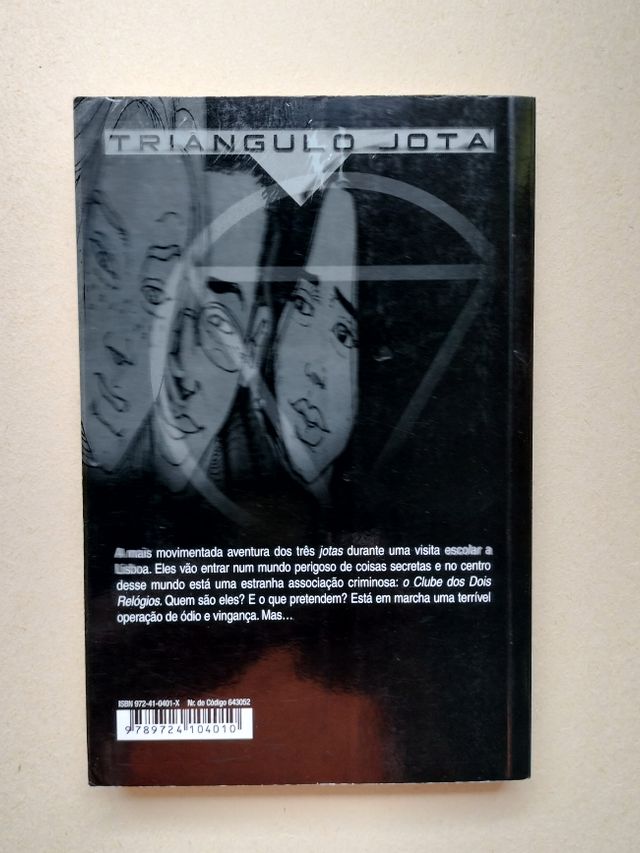 TRIÂNGULO JOTA
A mais movimentada aventura dos três jotas durante uma visita escolar a
Lisboa. Eles vão entrar num mundo perigoso de coisas secretas e no centro
desse mundo está uma estranha associação criminosa: o Clube dos Dois
Relógios. Quem são eles? E o que pretendem? Está em marcha uma terrível
operação de ódio e vingança. Mas...
ISBN 972-41-0401-X Nr. de Código 643052
9789724104010